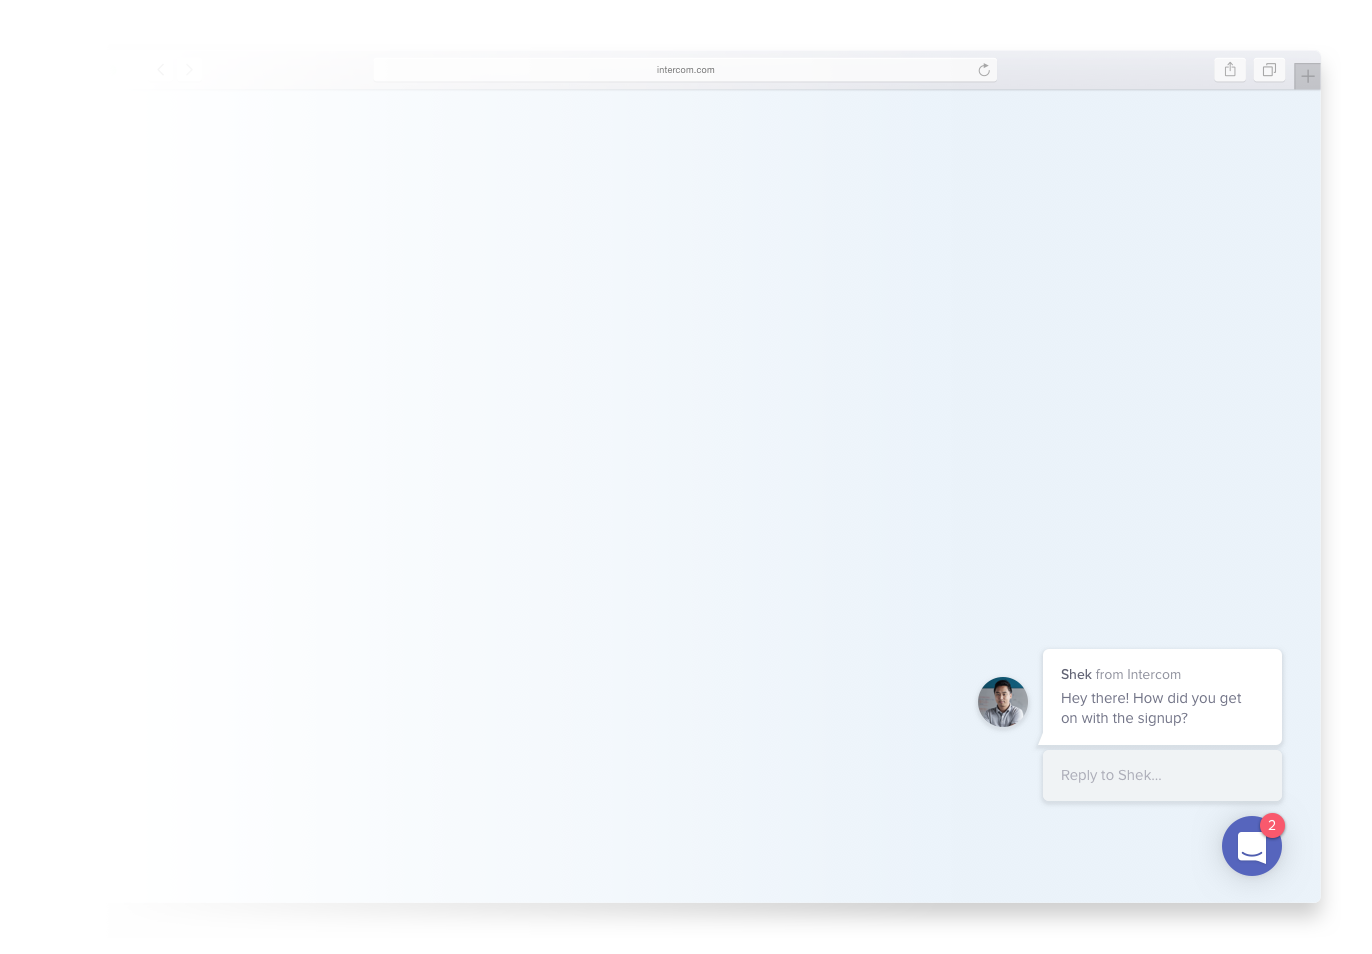 intercom.com
Shek from Intercom
Hey there! How did you get
on with the signup?
Reply to Shek...
2